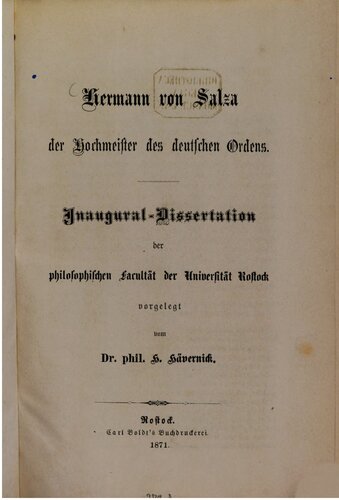 Hermann von Salza
der Hochmeister des deutschen Ordens.
Inaugural-Dissertation
der
philosophischen Facultät der Universität Rostock
vorgelegt
vom
Dr. phil. H. Hävernick.
Rostock.
Carl Boldt's Buchdruckerei
1871.